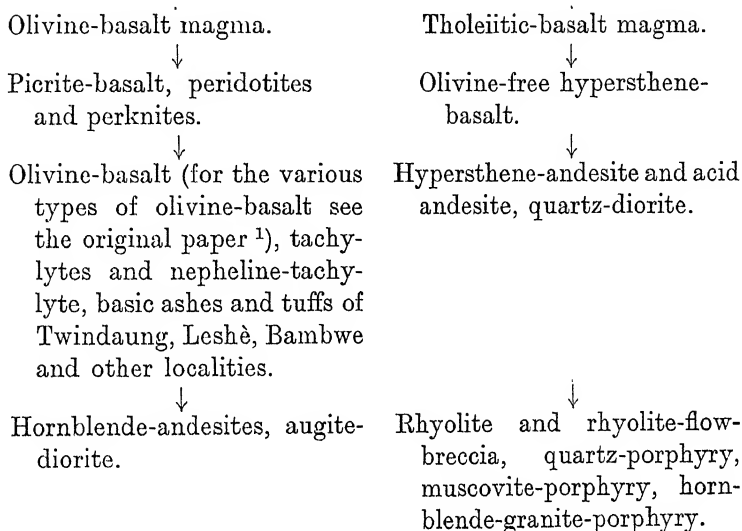 Olivine-basalt magma.
↓
Picrite-basalt, peridotites
and perknites.
↓
Olivine-basalt (for the various
types of olivine-basalt see
the original paper ¹), tachy-
lytes and nepheline-tachy-
lyte, basic ashes and tuffs of
Twindaung, Leshè, Bambwe
and other localities.
↓
Hornblende-andesites, augite-
diorite.
Tholeiitic-basalt magma.
↓
Olivine-free hypersthene-
basalt.
↓
Hypersthene-andesite and acid
andesite, quartz-diorite.
↓
Rhyolite and rhyolite-flow-
breccia, quartz-porphyry,
muscovite-porphyry, horn-
blende-granite-porphyry.